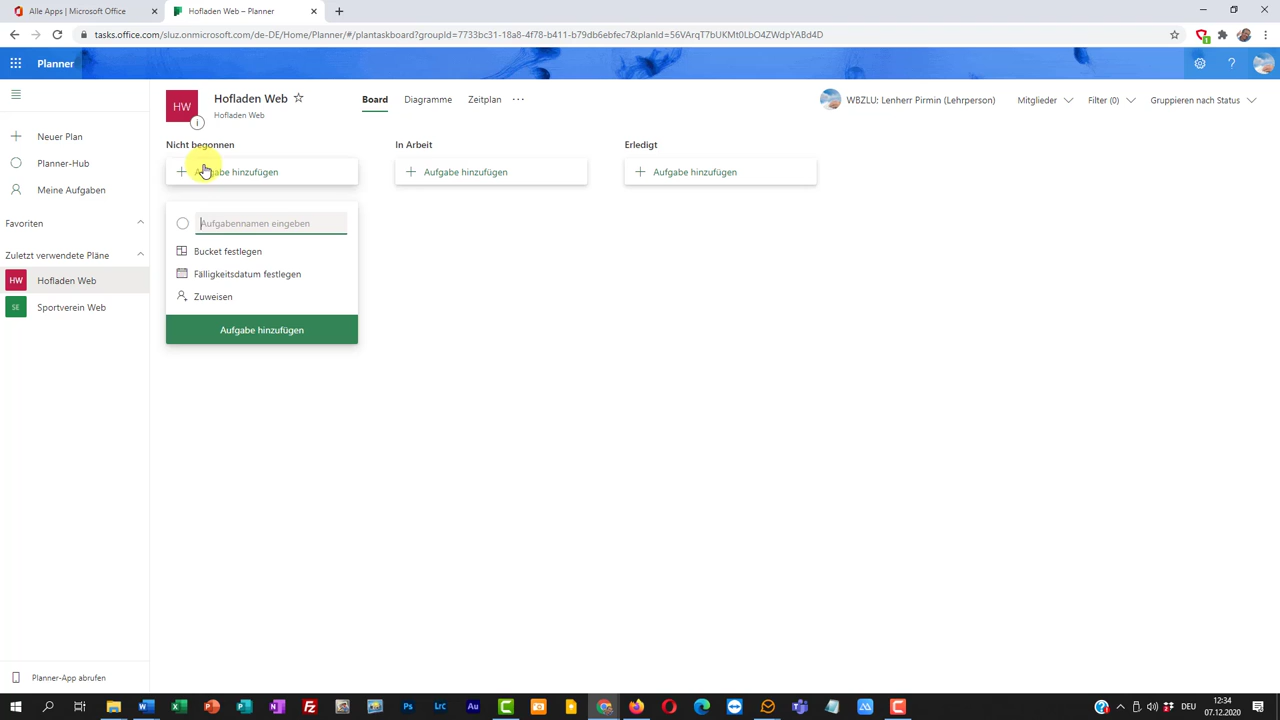 Alle Apps | Microsoft Office
Hofladen Web – Planner
tasks.office.com/sluz.onmicrosoft.com/de-DE/Home/Planner/#/plantaskboard?groupId=7733bc31-18a8-4f78-b411-b79db6ebfec7&planId=56VArqT7bUKMt0LbO4ZWdpYABd4D
Planner
HW
Hofladen Web
Hofladen Web
Board
Diagramme
Zeitplan
WBZLU: Lenherr Pirmin (Lehrperson)
Mitglieder
Filter (0)
Gruppieren nach Status
Neuer Plan
Planner-Hub
Meine Aufgaben
Favoriten
Zuletzt verwendete Pläne
HW Hofladen Web
SE Sportverein Web
Nicht begonnen
Aufgabe hinzufügen
Aufgabennamen eingeben
Bucket festlegen
Fälligkeitsdatum festlegen
Zuweisen
Aufgabe hinzufügen
In Arbeit
Aufgabe hinzufügen
Erledigt
Aufgabe hinzufügen
Planner-App abrufen
Ps
Lrc
Au
DEU
12:34
07.12.2020